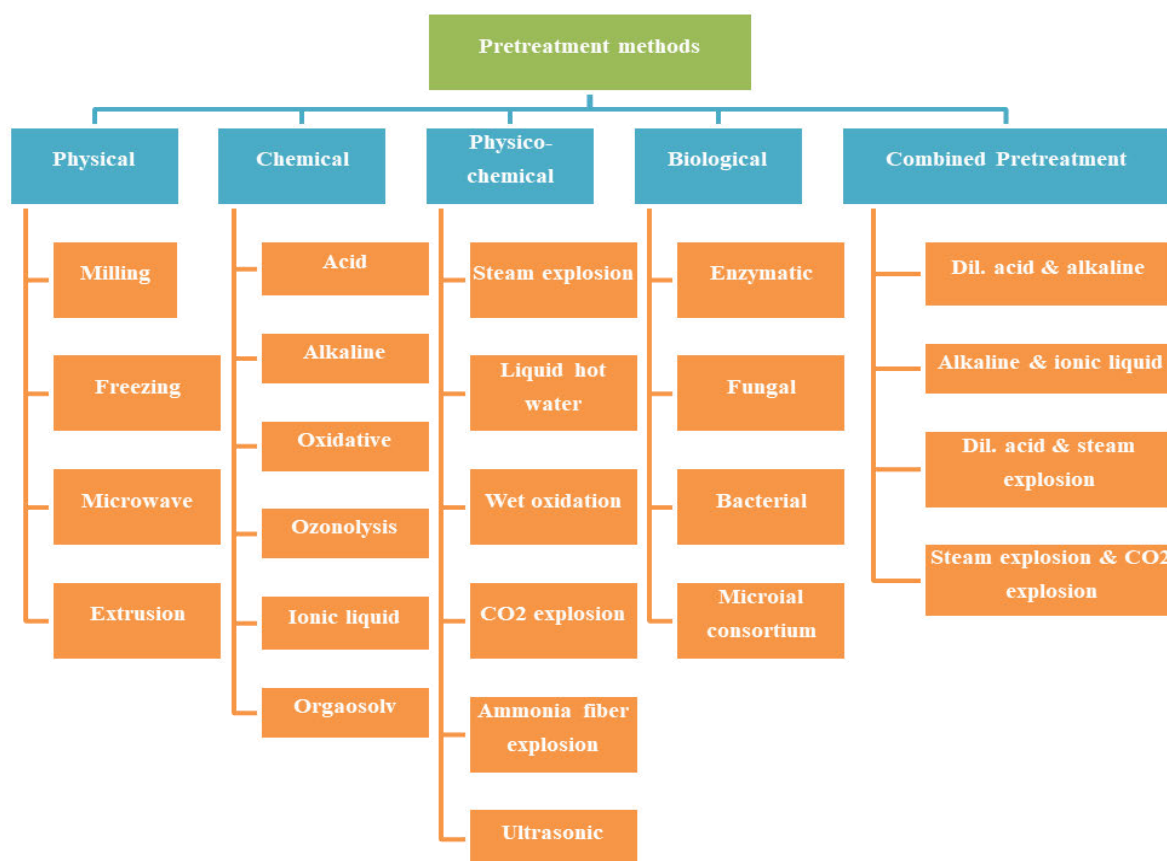 Pretreatment methods
Physical
Milling
Freezing
Microwave
Extrusion
Chemical
Acid
Alkaline
Oxidative
Ozonolysis
Ionic liquid
Orgaosolv
Physico-
chemical
Steam explosion
Liquid hot
water
Wet oxidation
CO2 explosion
Ammonia fiber
explosion
Ultrasonic
Biological
Enzymatic
Fungal
Bacterial
Microial
consortium
Combined Pretreatment
Dil. acid & alkaline
Alkaline & ionic liquid
Dil. acid & steam
explosion
Steam explosion & CO2
explosion